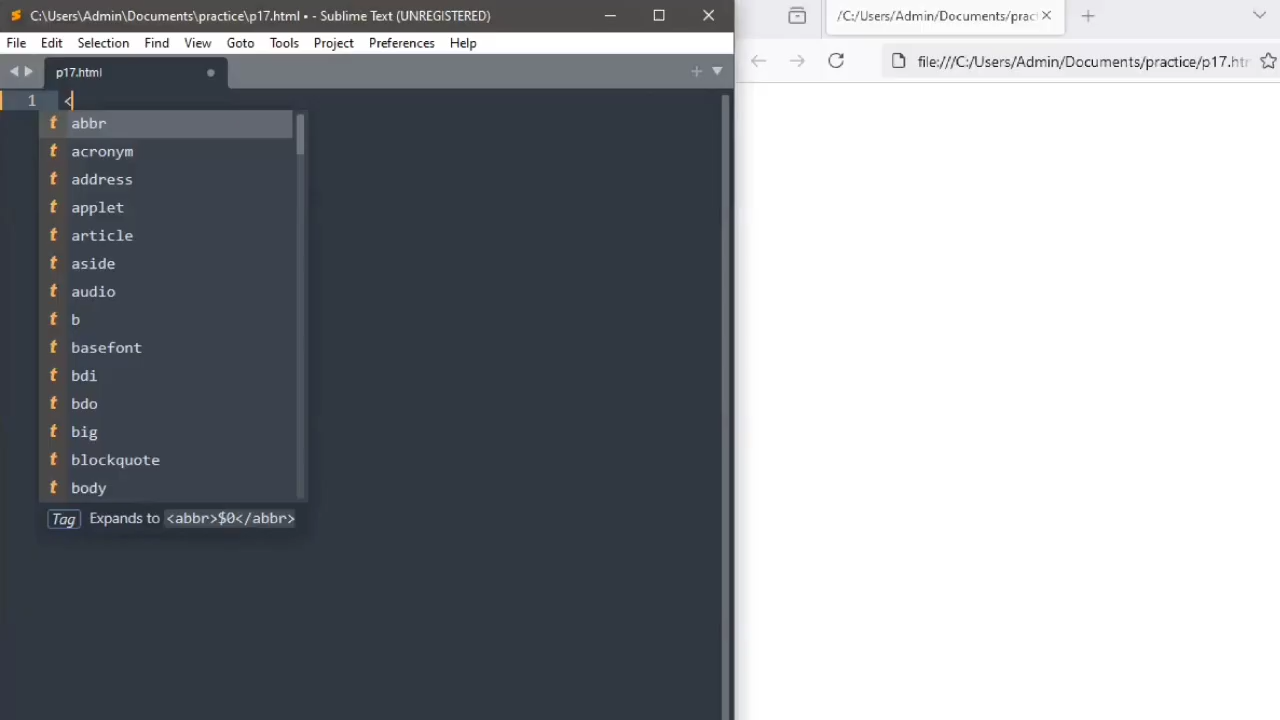 C:\Users\Admin\Documents\practice\p17.html • - Sublime Text (UNREGISTERED)
File Edit Selection Find View Goto Tools Project Preferences Help
p17.html
1 <
t abbr
t acronym
t address
t applet
t article
t aside
t audio
t b
t basefont
t bdi
t bdo
t big
t blockquote
t body
Tag Expands to <abbr>$0</abbr>
/C:/Users/Admin/Documents/prac
file:///C:/Users/Admin/Documents/practice/p17.htm